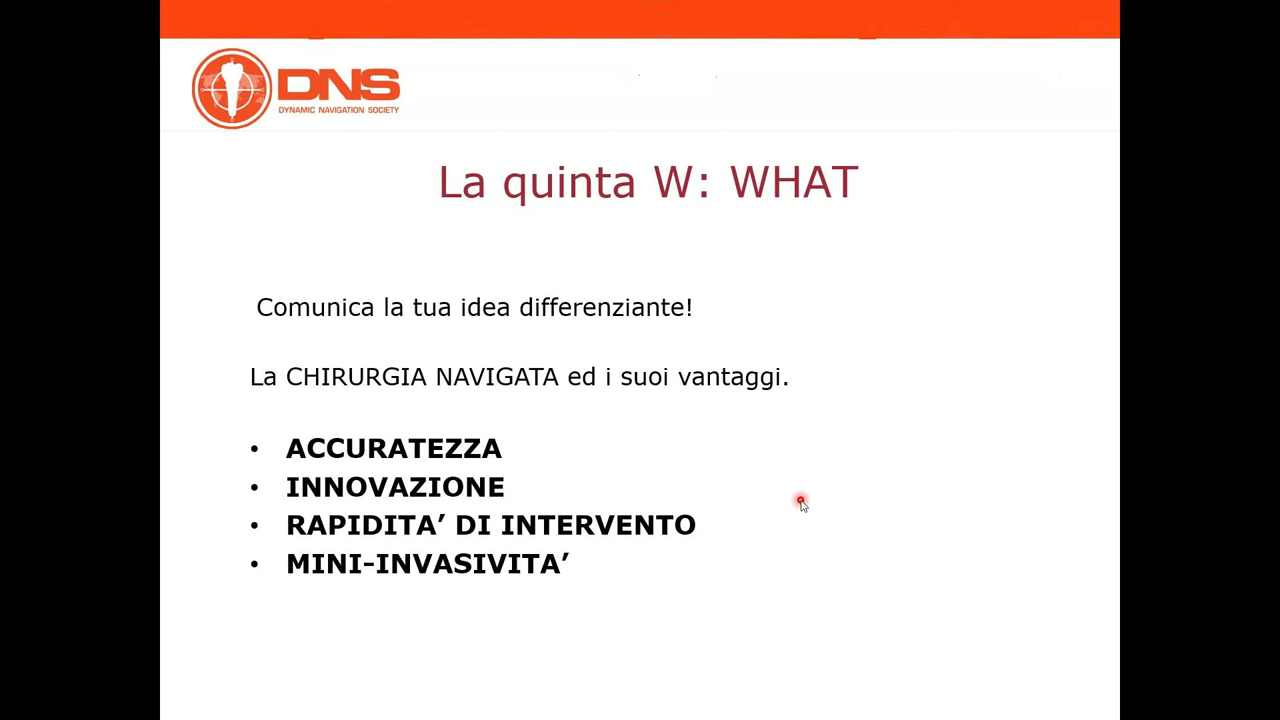 DNS
DYNAMIC NAVIGATION SOCIETY
La quinta W: WHAT
Comunica la tua idea differenziante!
La CHIRURGIA NAVIGATA ed i suoi vantaggi.
• ACCURATEZZA
• INNOVAZIONE
• RAPIDITA’ DI INTERVENTO
• MINI-INVASIVITA’